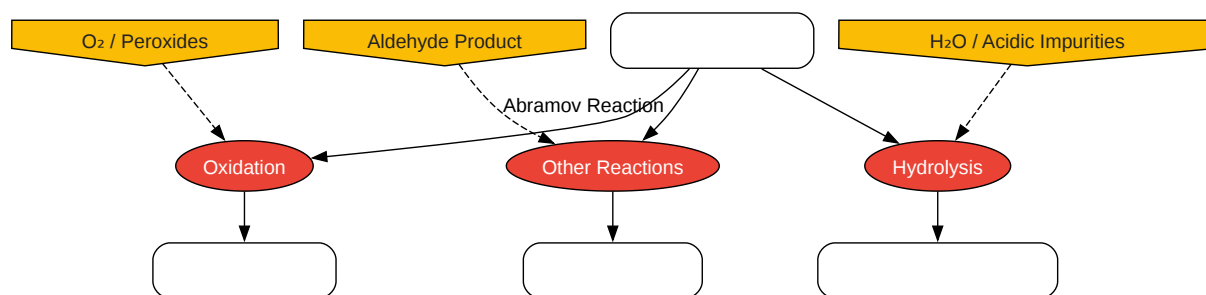 O₂ / Peroxides
Aldehyde Product
H₂O / Acidic Impurities
Abramov Reaction
Oxidation
Other Reactions
Hydrolysis